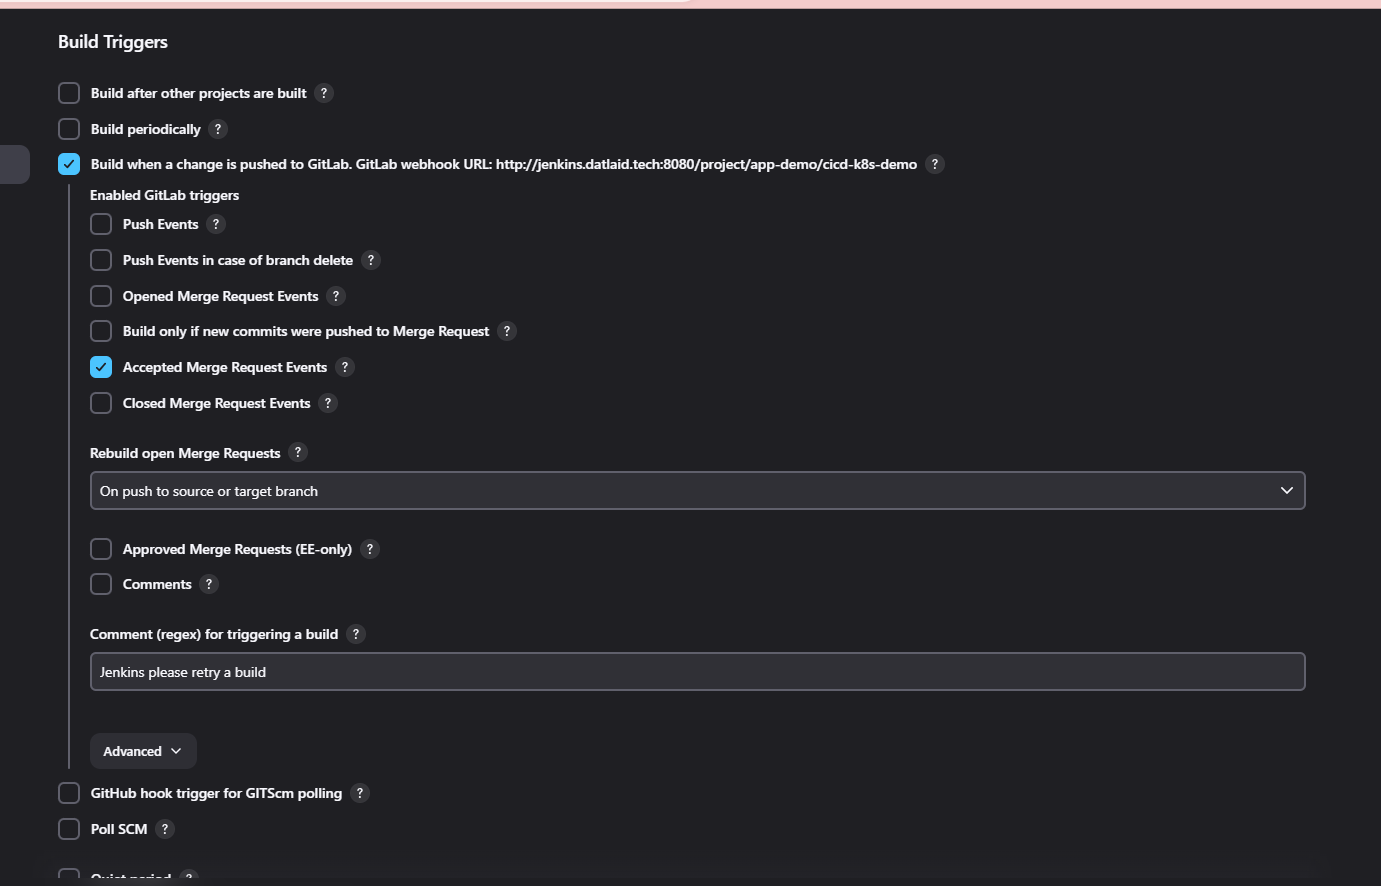 Build Triggers
Build after other projects are built ?
Build periodically ?
Build when a change is pushed to GitLab. GitLab webhook URL: http://jenkins.datlaid.tech:8080/project/app-demo/cicd-k8s-demo ?
Enabled GitLab triggers
Push Events ?
Push Events in case of branch delete ?
Opened Merge Request Events ?
Build only if new commits were pushed to Merge Request ?
Accepted Merge Request Events ?
Closed Merge Request Events ?
Rebuild open Merge Requests ?
On push to source or target branch
Approved Merge Requests (EE-only) ?
Comments ?
Comment (regex) for triggering a build ?
Jenkins please retry a build
Advanced
GitHub hook trigger for GITScm polling ?
Poll SCM ?
Quiet period ?